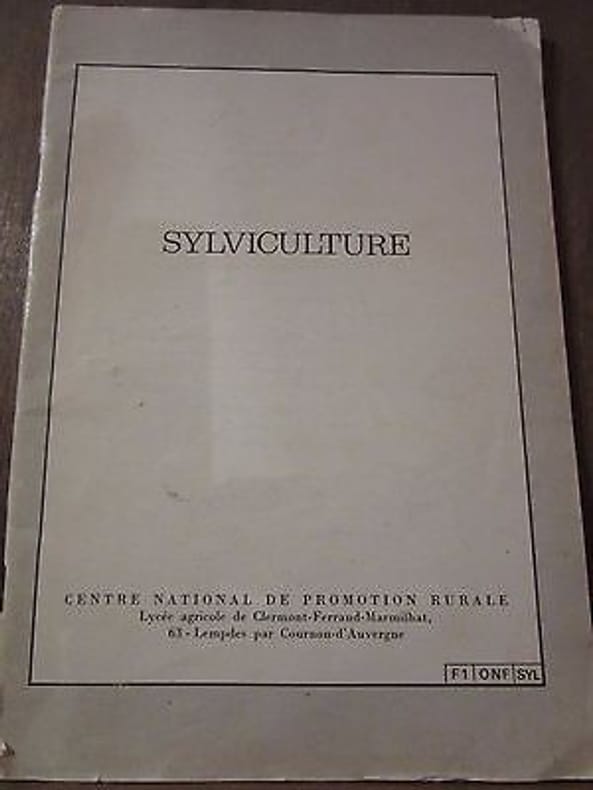 SYLVICULTURE
CENTRE NATIONAL DE PROMOTION RURALE
Lycée agricole de Clermont-Ferrand-Marmilhat,
63 - Lempdes par Cournon-d'Auvergne
F1 ONF SYL